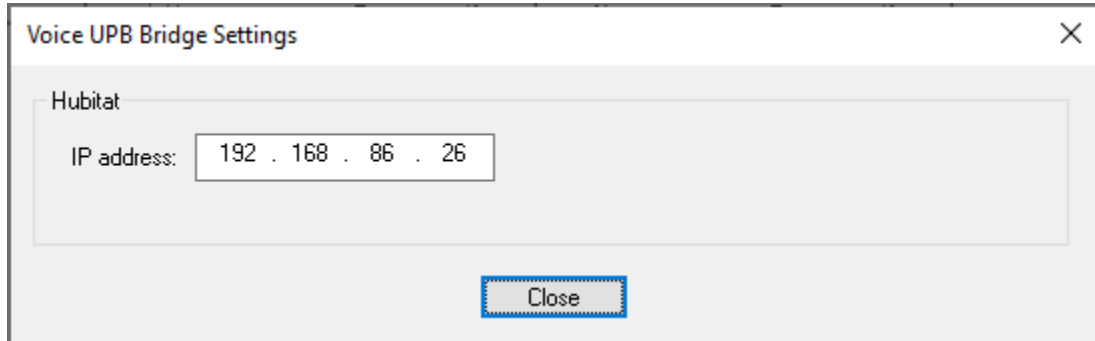 Voice UPB Bridge Settings
Hubitat
IP address: 192 . 168 . 86 . 26
Close